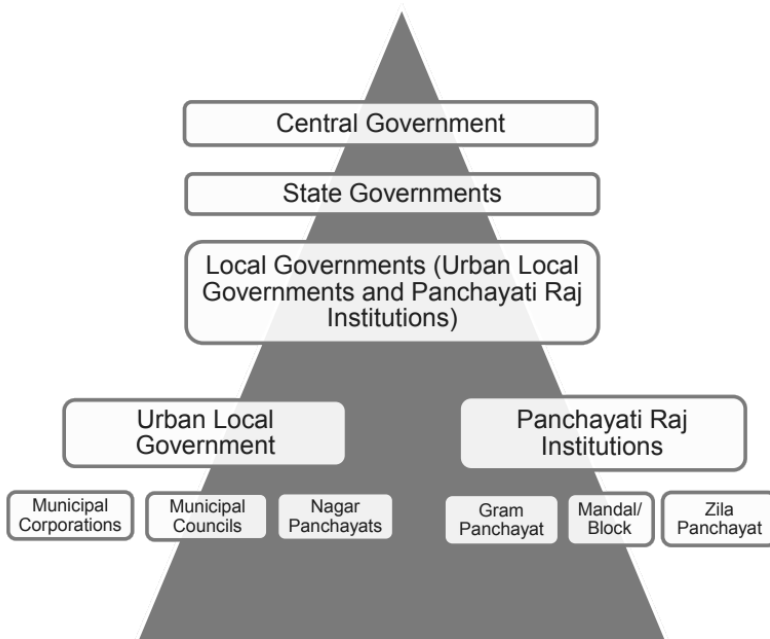 Central Government
State Governments
Local Governments (Urban Local
Governments and Panchayati Raj
Institutions)
Urban Local
Government
Panchayati Raj
Institutions
Municipal
Corporations
Municipal
Councils
Nagar
Panchayats
Gram
Panchayat
Mandal/
Block
Zila
Panchayat